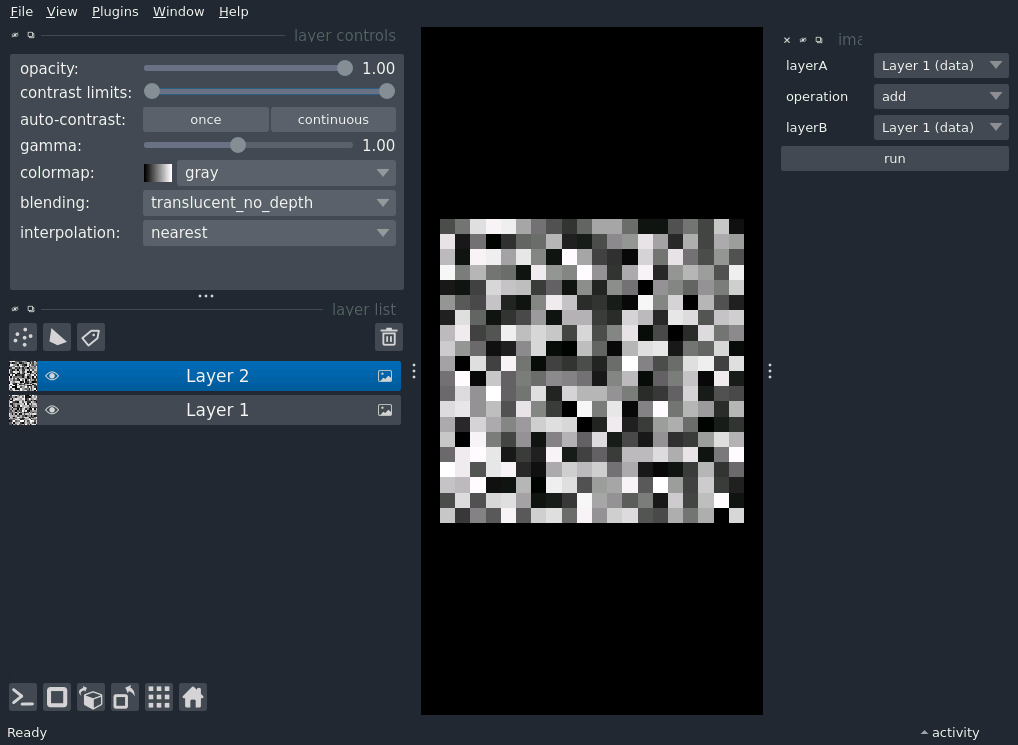 File View Plugins Window Help
layer controls
opacity: 1.00
contrast limits:
auto-contrast: once continuous
gamma: 1.00
colormap: gray
blending: translucent_no_depth
interpolation: nearest
layer list
Layer 2
Layer 1
ima
layerA Layer 1 (data)
operation add
layerB Layer 1 (data)
run
Ready
activity